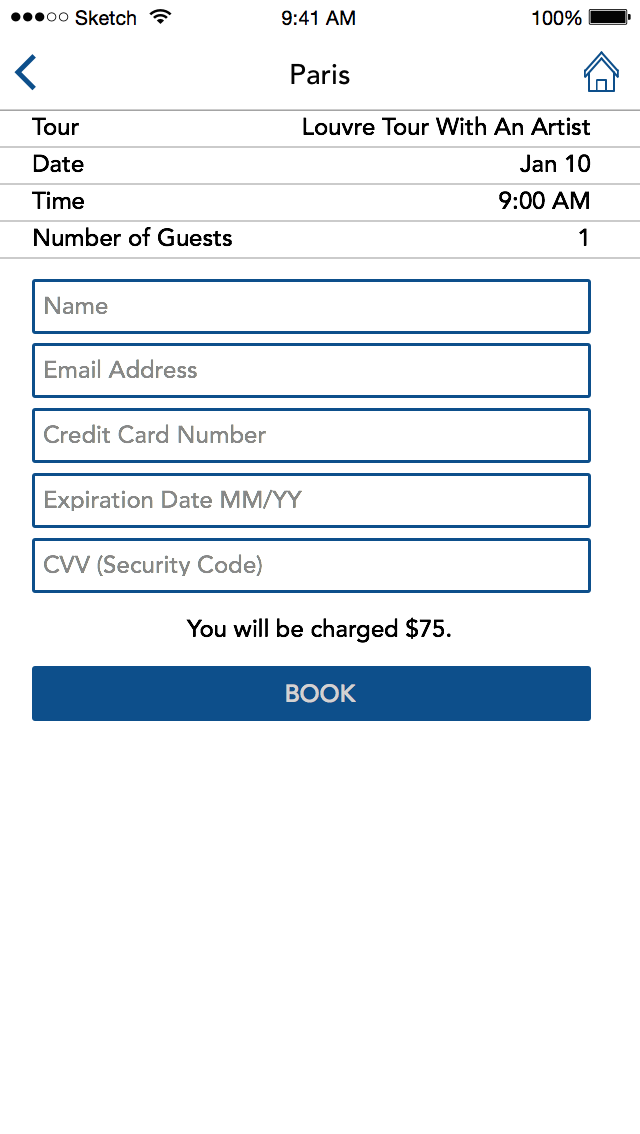 Sketch 9:41 AM 100%
Paris
Tour Louvre Tour With An Artist
Date Jan 10
Time 9:00 AM
Number of Guests 1
Name
Email Address
Credit Card Number
Expiration Date MM/YY
CVV (Security Code)
You will be charged $75.
BOOK